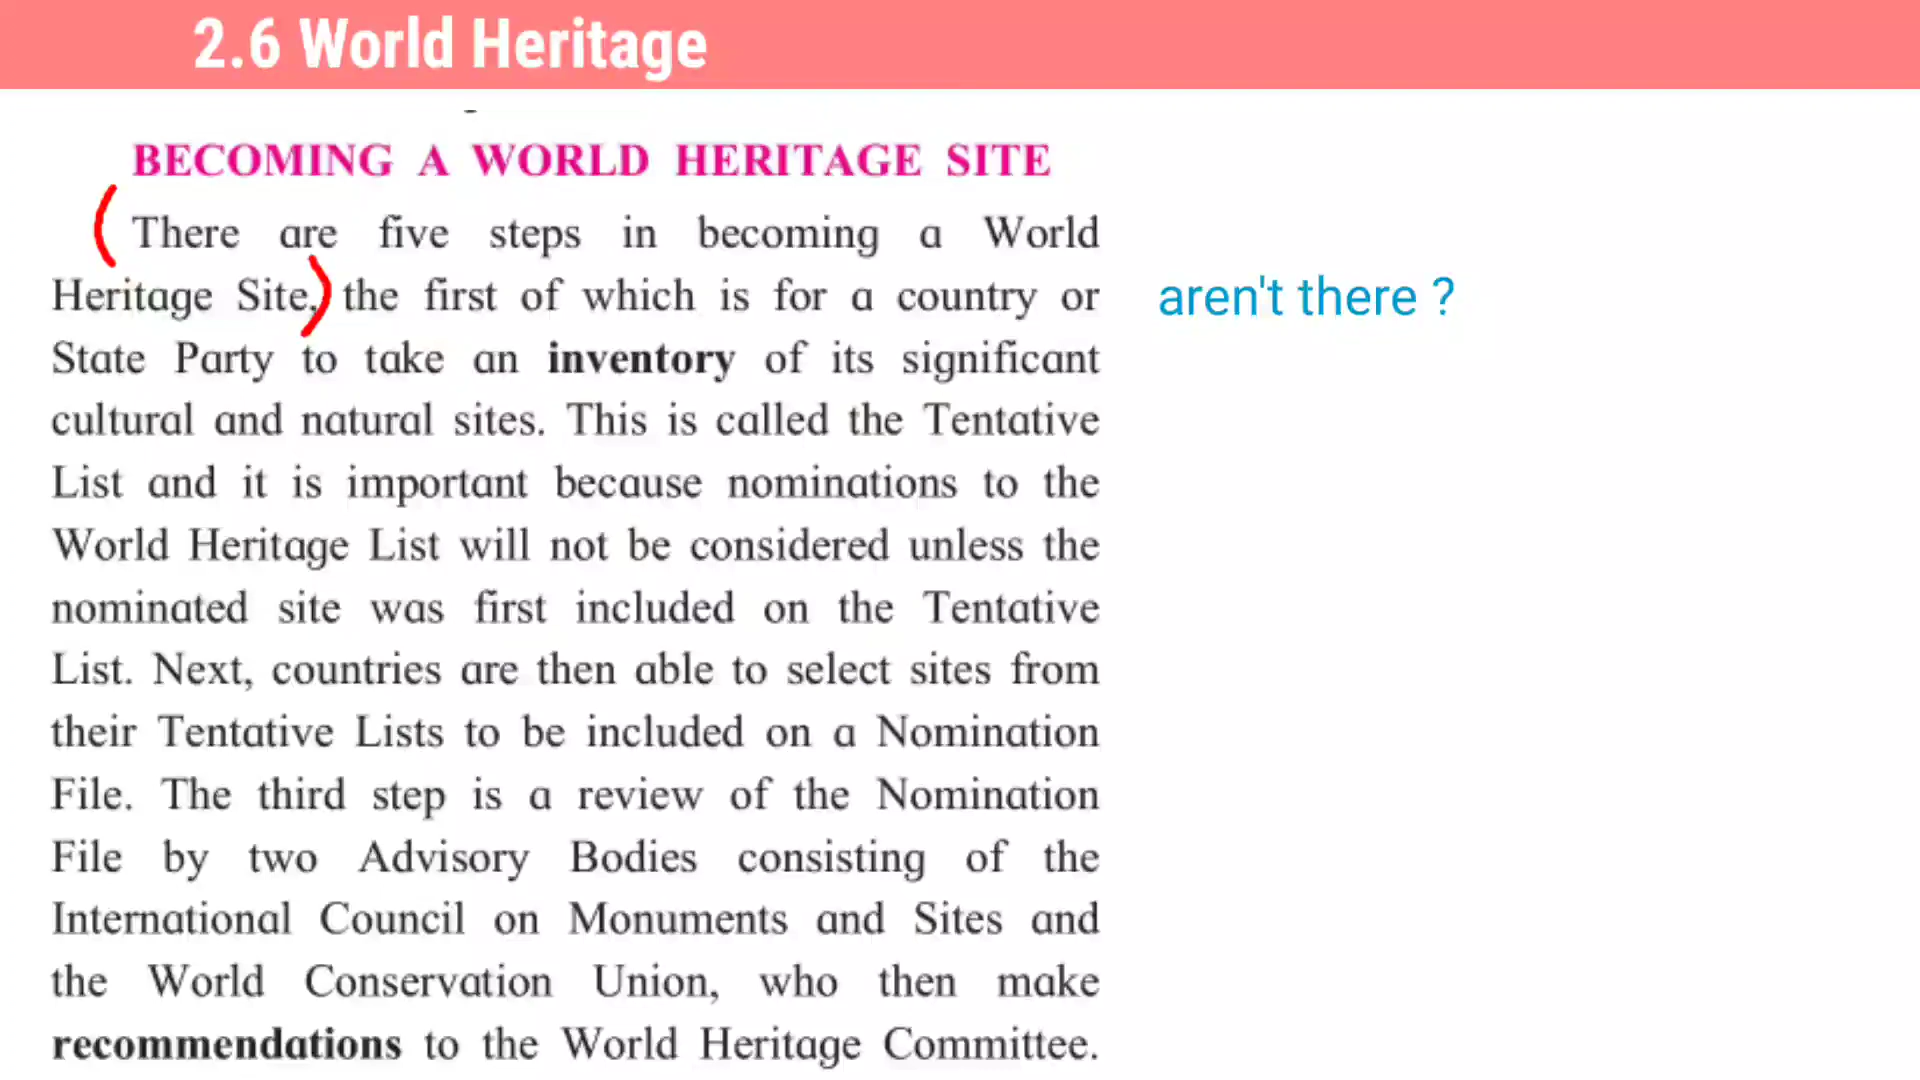 2.6 World Heritage
BECOMING A WORLD HERITAGE SITE
There are five steps in becoming a World
Heritage Site, the first of which is for a country or
aren't there ?
State Party to take an inventory of its significant
cultural and natural sites. This is called the Tentative
List and it is important because nominations to the
World Heritage List will not be considered unless the
nominated site was first included on the Tentative
List. Next, countries are then able to select sites from
their Tentative Lists to be included on a Nomination
File. The third step is a review of the Nomination
File by two Advisory Bodies consisting of the
International Council on Monuments and Sites and
the World Conservation Union, who then make
recommendations to the World Heritage Committee.